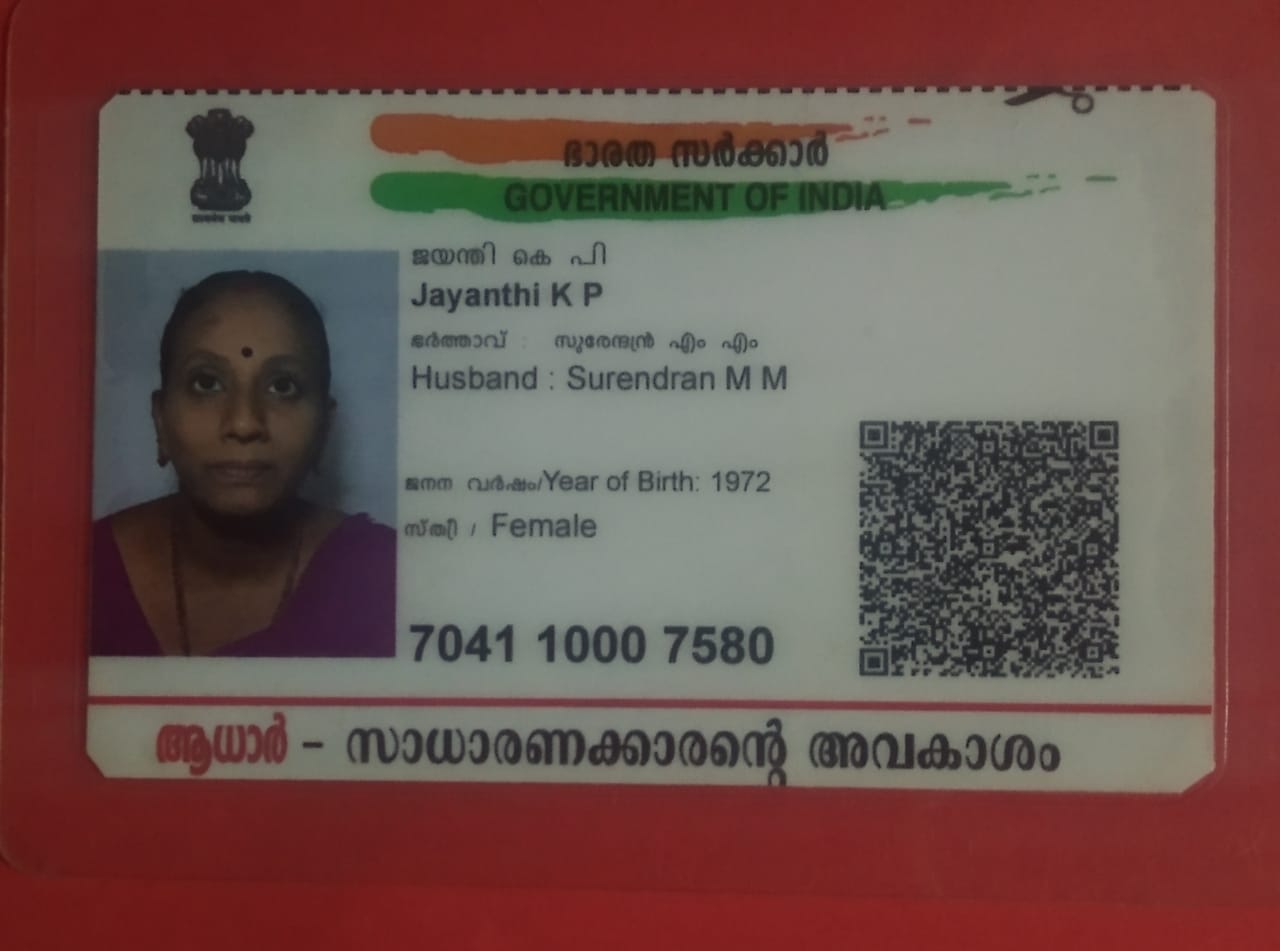 ഭാരത സർക്കാർ
GOVERNMENT OF INDIA
ജയന്തി കെ പി
Jayanthi K P
ഭർത്താവ് : സുരേന്ദ്രൻ എം എം
Husband : Surendran M M
ജനന വർഷം/Year of Birth: 1972
സ്ത്രീ / Female
7041 1000 7580
ആധാർ - സാധാരണക്കാരന്റെ അവകാശം